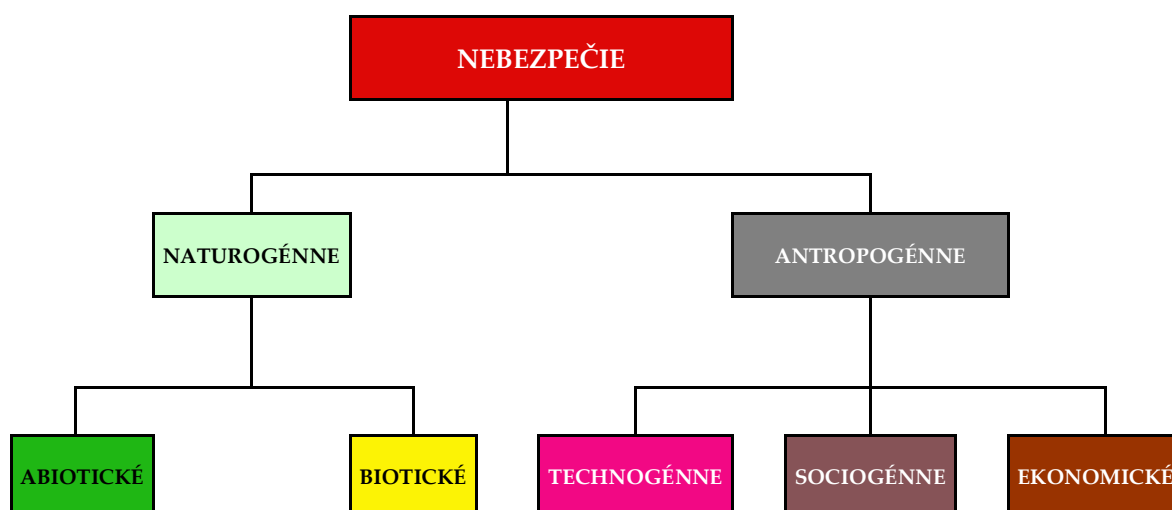 NEBEZPEČIE
NATUROGÉNNE
ANTROPOGÉNNE
ABIOTICKÉ
BIOTICKÉ
TECHNOGÉNNE
SOCIOGÉNNE
EKONOMICKÉ